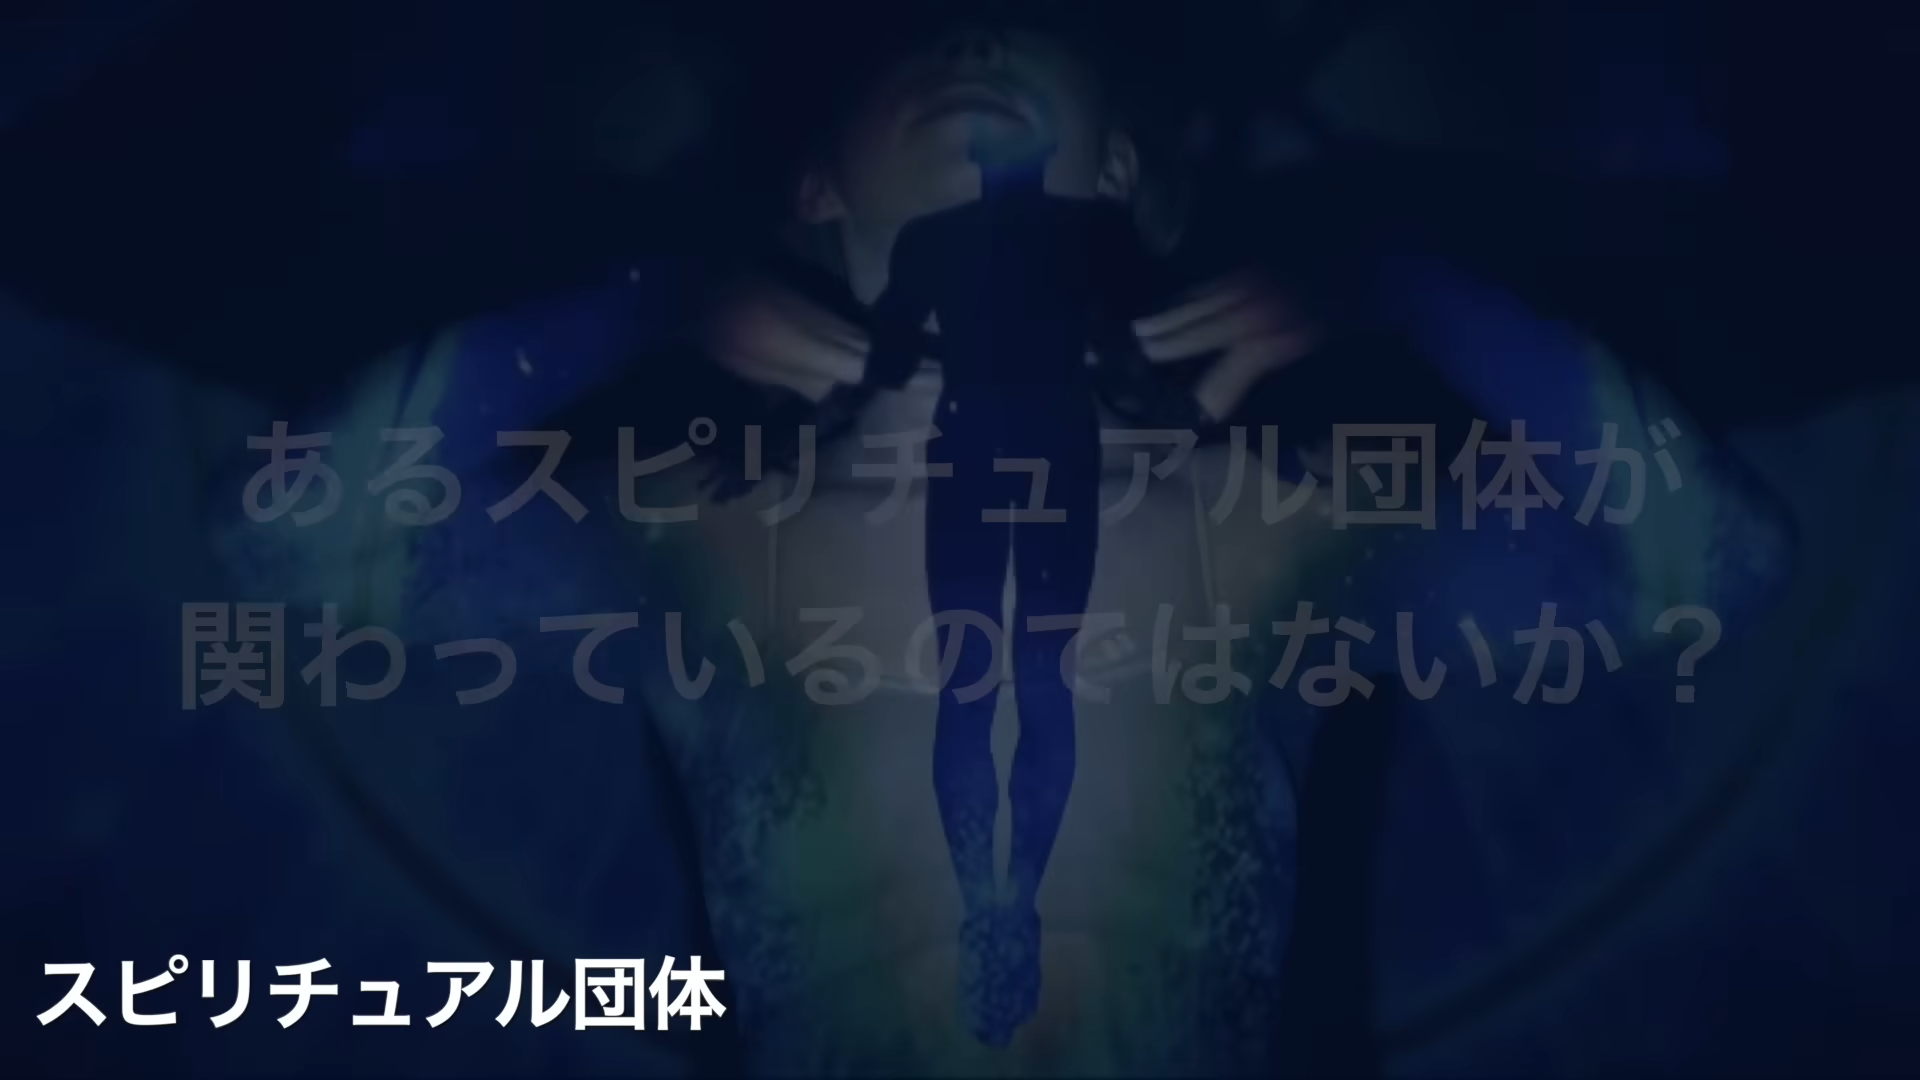 あるスピリチュアル団体が
関わっているのではないか？
スピリチュアル団体